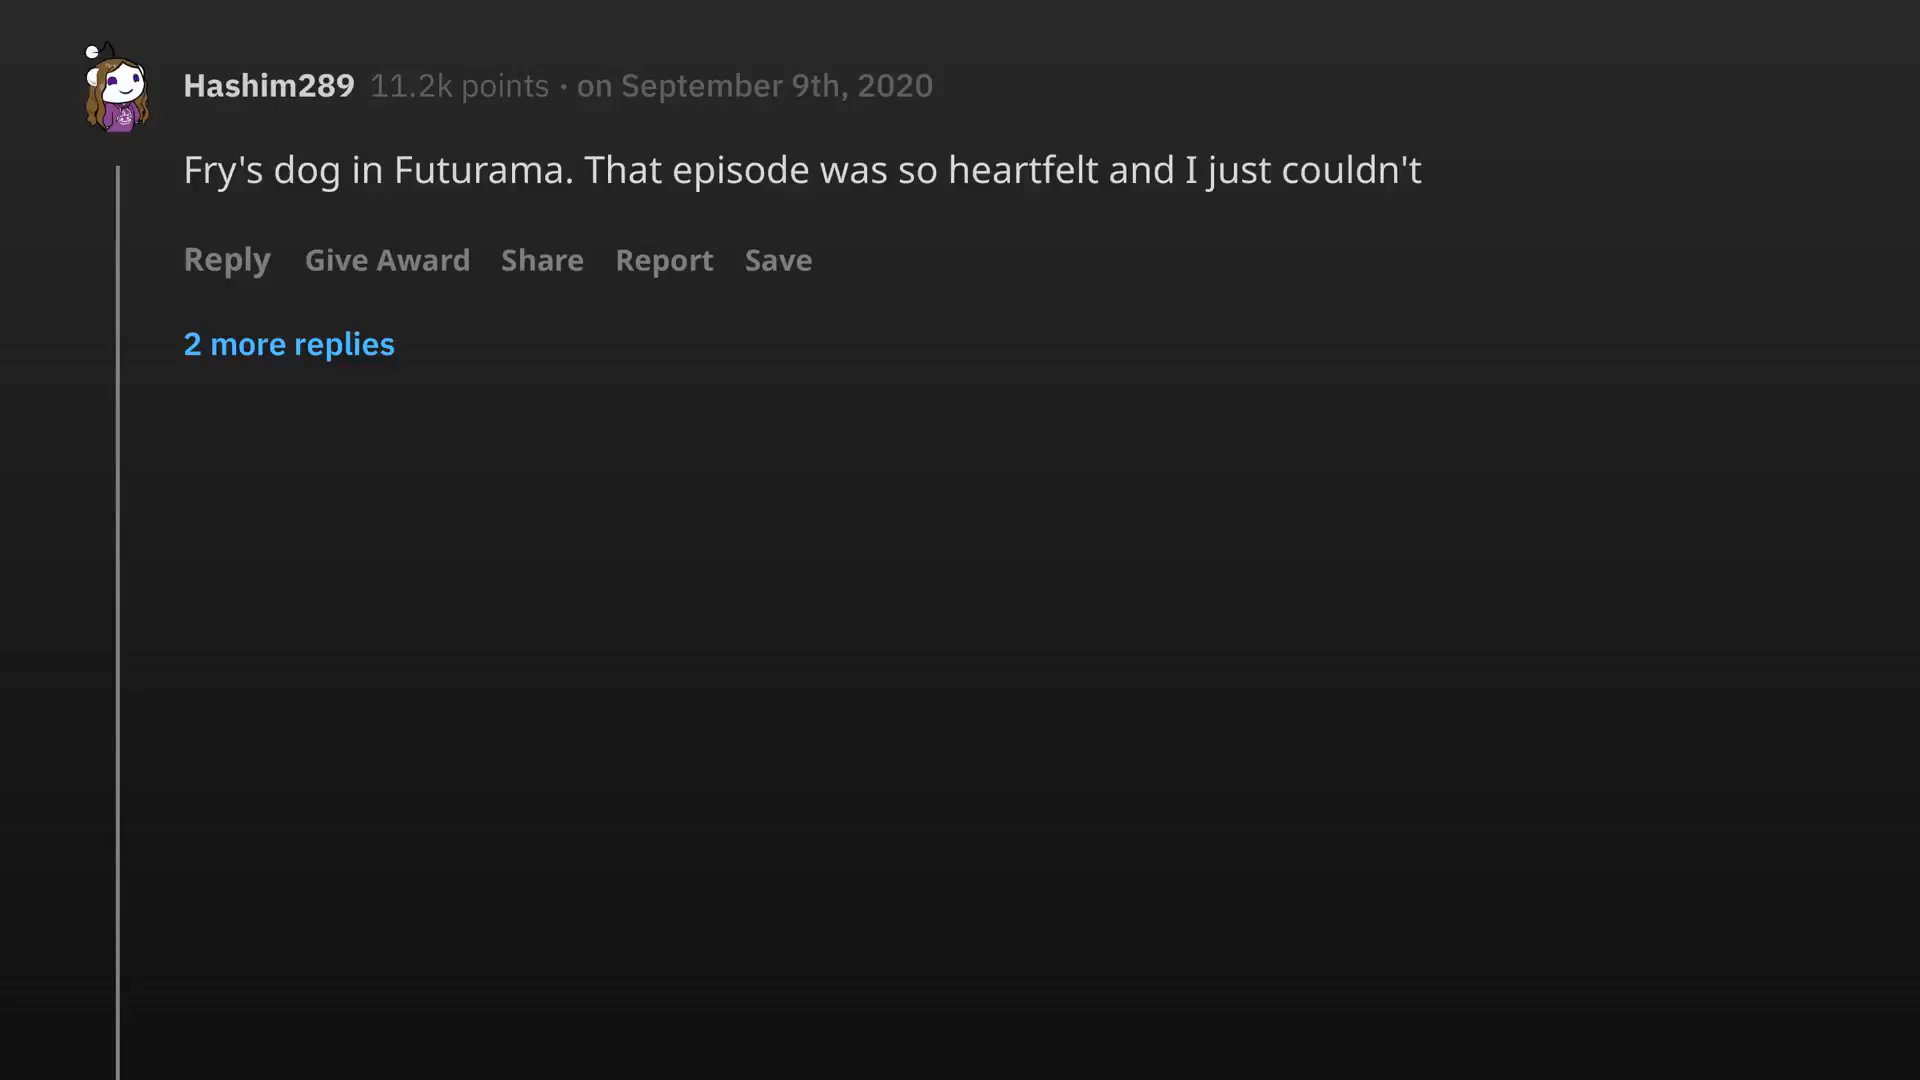 Hashim289 11.2k points · on September 9th, 2020
Fry's dog in Futurama. That episode was so heartfelt and I just couldn't
Reply Give Award Share Report Save
2 more replies